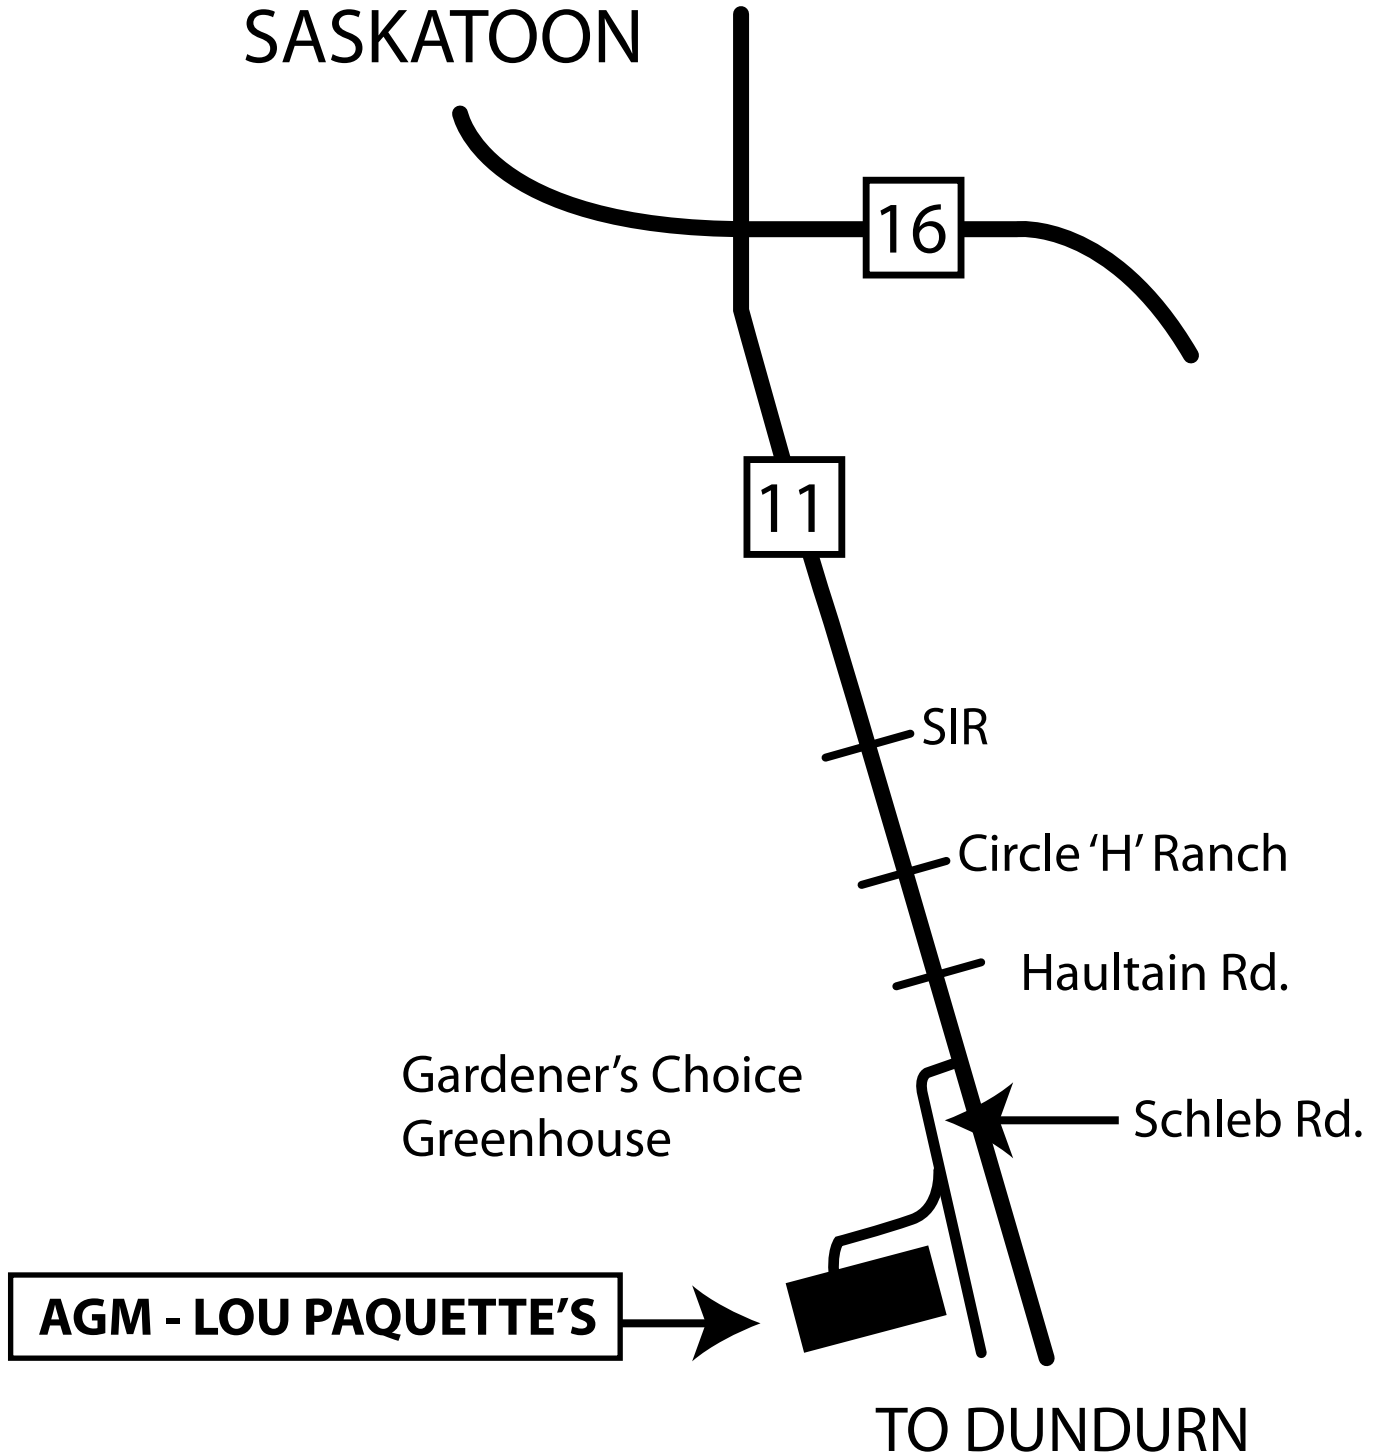 SASKATOON
16
11
SIR
Circle ‘H’ Ranch
Haultain Rd.
Gardener’s Choice
Greenhouse
Schleb Rd.
AGM - LOU PAQUETTE’S
TO DUNDURN